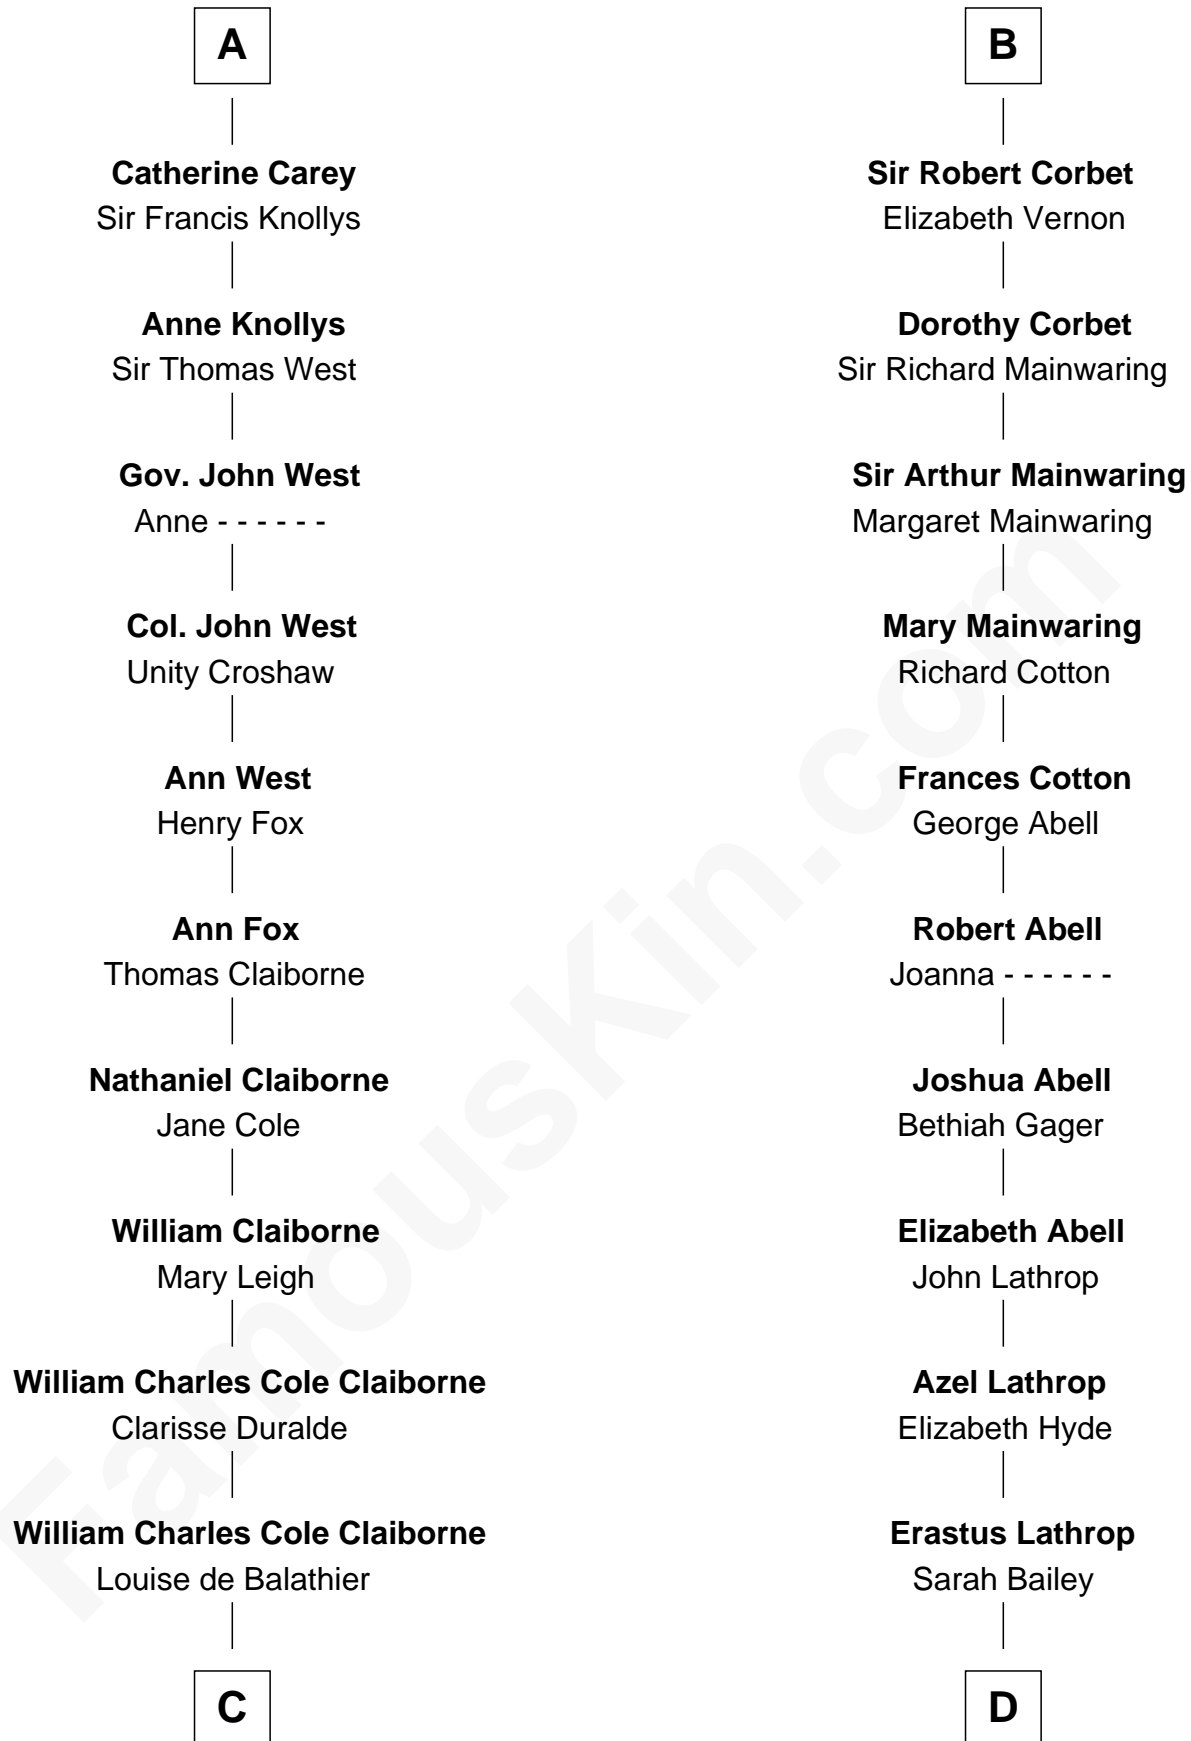 A
Catherine Carey
Sir Francis Knollys
Anne Knollys
Sir Thomas West
Gov. John West
Anne - - - - - -
Col. John West
Unity Croshaw
Ann West
Henry Fox
Ann Fox
Thomas Claiborne
Nathaniel Claiborne
Jane Cole
William Claiborne
Mary Leigh
William Charles Cole Claiborne
Clarisse Duralde
William Charles Cole Claiborne
Louise de Balathier
C
B
Sir Robert Corbet
Elizabeth Vernon
Dorothy Corbet
Sir Richard Mainwaring
Sir Arthur Mainwaring
Margaret Mainwaring
Mary Mainwaring
Richard Cotton
Frances Cotton
George Abell
Robert Abell
Joanna - - - - - -
Joshua Abell
Bethiah Gager
Elizabeth Abell
John Lathrop
Azel Lathrop
Elizabeth Hyde
Erastus Lathrop
Sarah Bailey
D
FamousKin.com